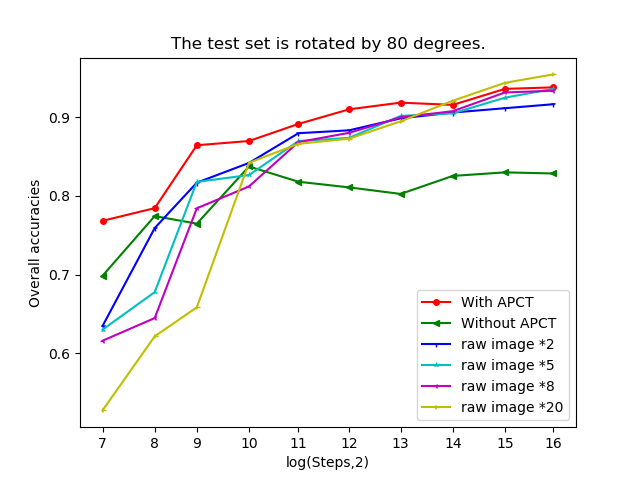 The test set is rotated by 80 degrees.
Overall accuracies
0.9
0.8
0.7
0.6
With APCT
Without APCT
raw image *2
raw image *5
raw image *8
raw image *20
7 8 9 10 11 12 13 14 15 16
log(Steps,2)